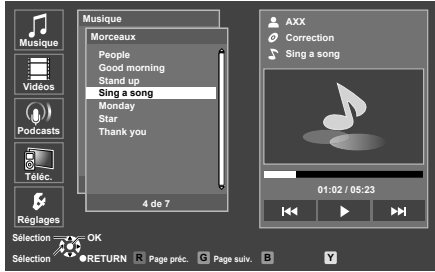 Musique
Vidéos
Podcasts
Téléc.
Réglages
Musique
Morceaux
People
Good morning
Stand up
Sing a song
Monday
Star
Thank you
4 de 7
AXX
Correction
Sing a song
01:02 / 05:23
Sélection OK
Sélection RETURN R Page préc. G Page suiv. B Y